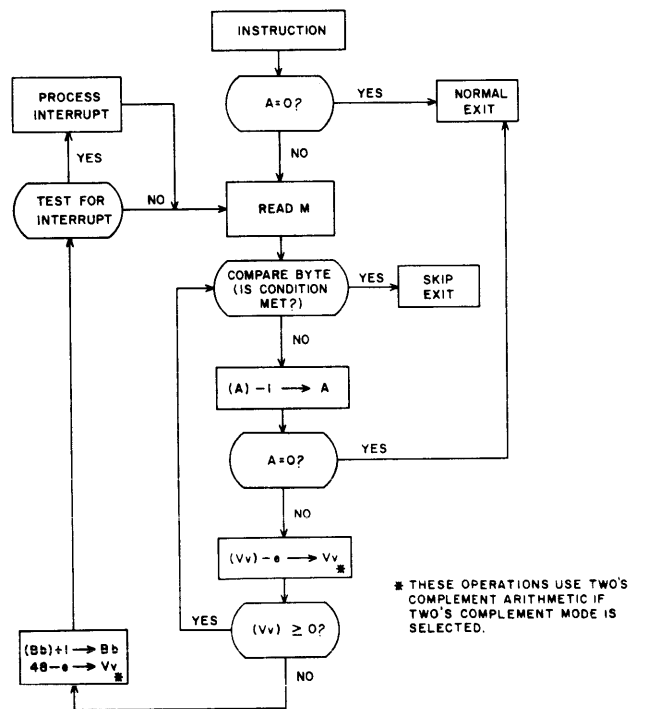 INSTRUCTION
A=0?
YES
NORMAL
EXIT
NO
PROCESS
INTERRUPT
YES
TEST FOR
INTERRUPT
NO
READ M
COMPARE BYTE
(IS CONDITION
MET?)
YES
SKIP
EXIT
NO
(A) – 1 → A
A=0?
YES
NO
(Vv) – e → Vv
*
(Vv) ≥ 0?
YES
NO
(Bb)+1 → Bb
48–e → Vv
*
* THESE OPERATIONS USE TWO'S
COMPLEMENT ARITHMETIC IF
TWO'S COMPLEMENT MODE IS
SELECTED.